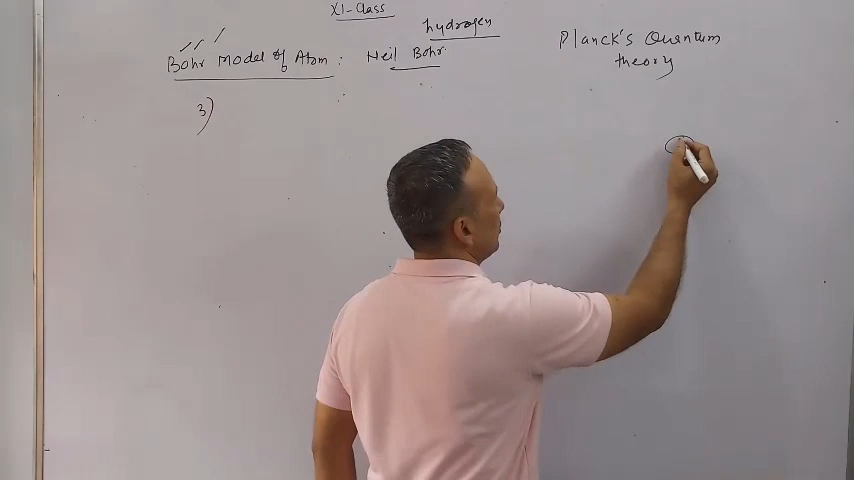 XI-Class
hydrogen
Bohr Model of Atom : Neil Bohr
Planck's Quantum
theory
3)